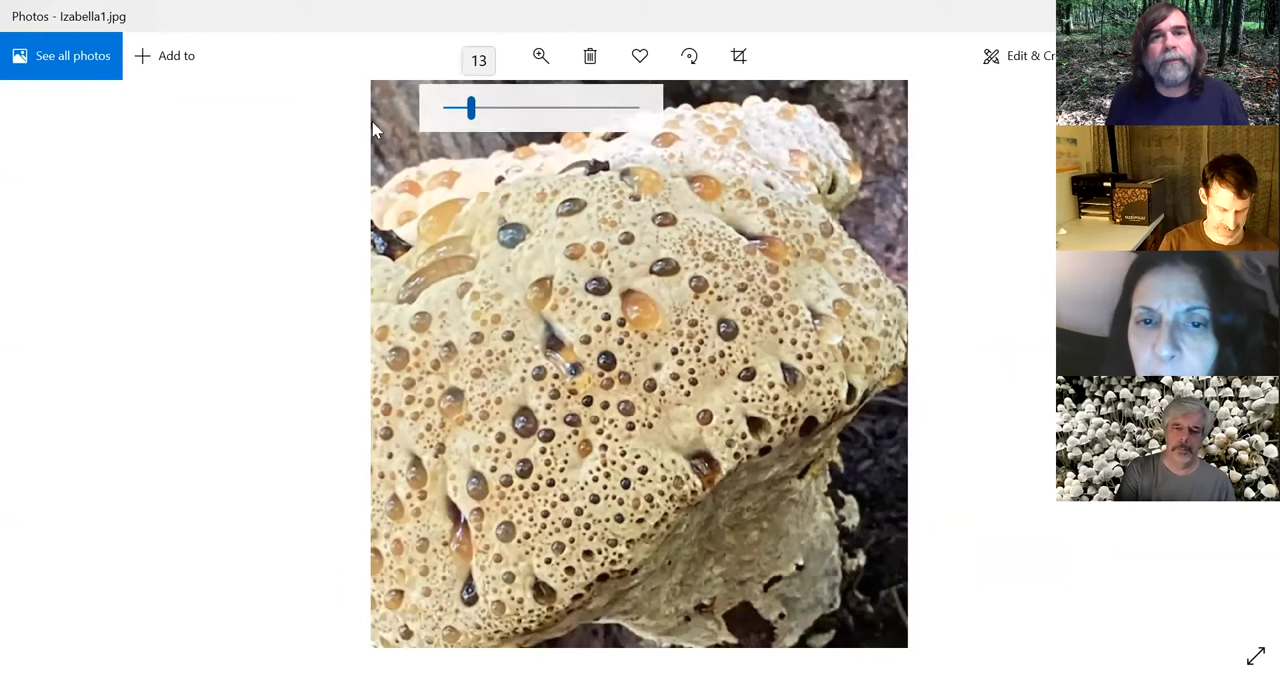 Photos - Izabella1.jpg
See all photos
Add to
13
Edit & Cr